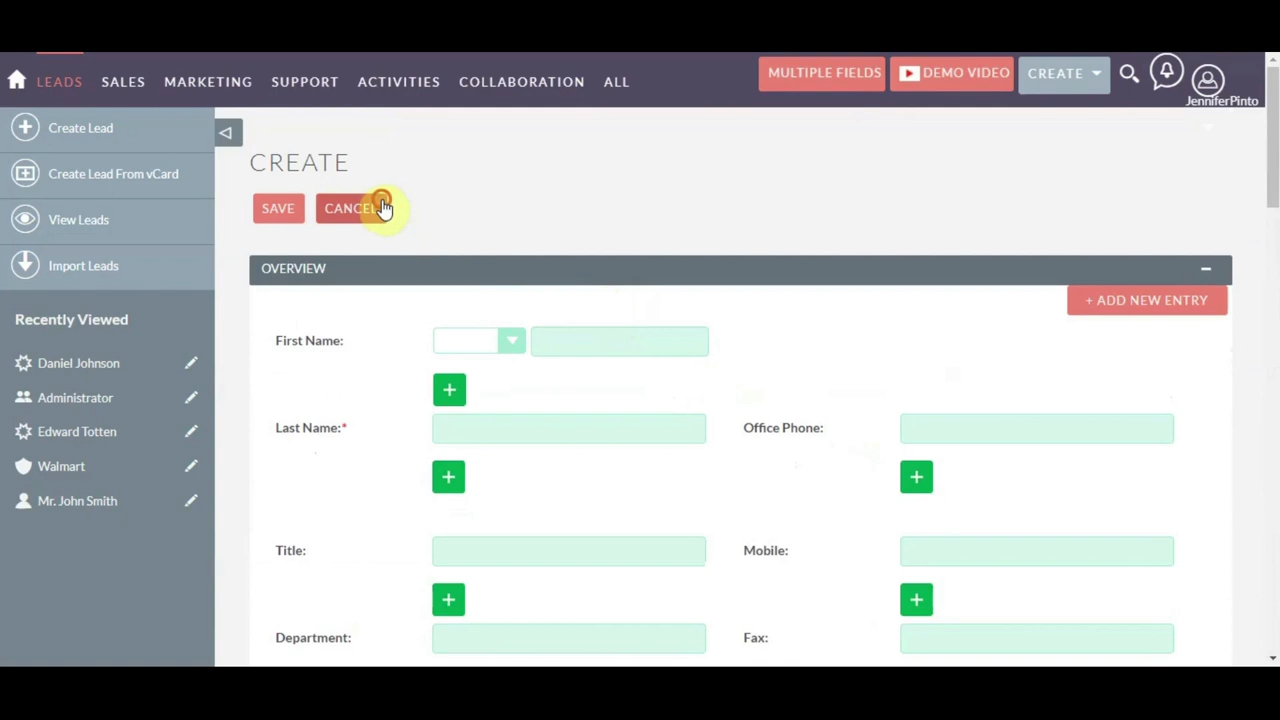 LEADS SALES MARKETING SUPPORT ACTIVITIES COLLABORATION ALL MULTIPLE FIELDS DEMO VIDEO CREATE
JenniferPinto
Create Lead
Create Lead From vCard
View Leads
Import Leads
Recently Viewed
Daniel Johnson
Administrator
Edward Totten
Walmart
Mr. John Smith
CREATE
SAVE CANCEL
OVERVIEW
+ ADD NEW ENTRY
First Name:
Last Name:* Office Phone:
Title: Mobile:
Department: Fax: